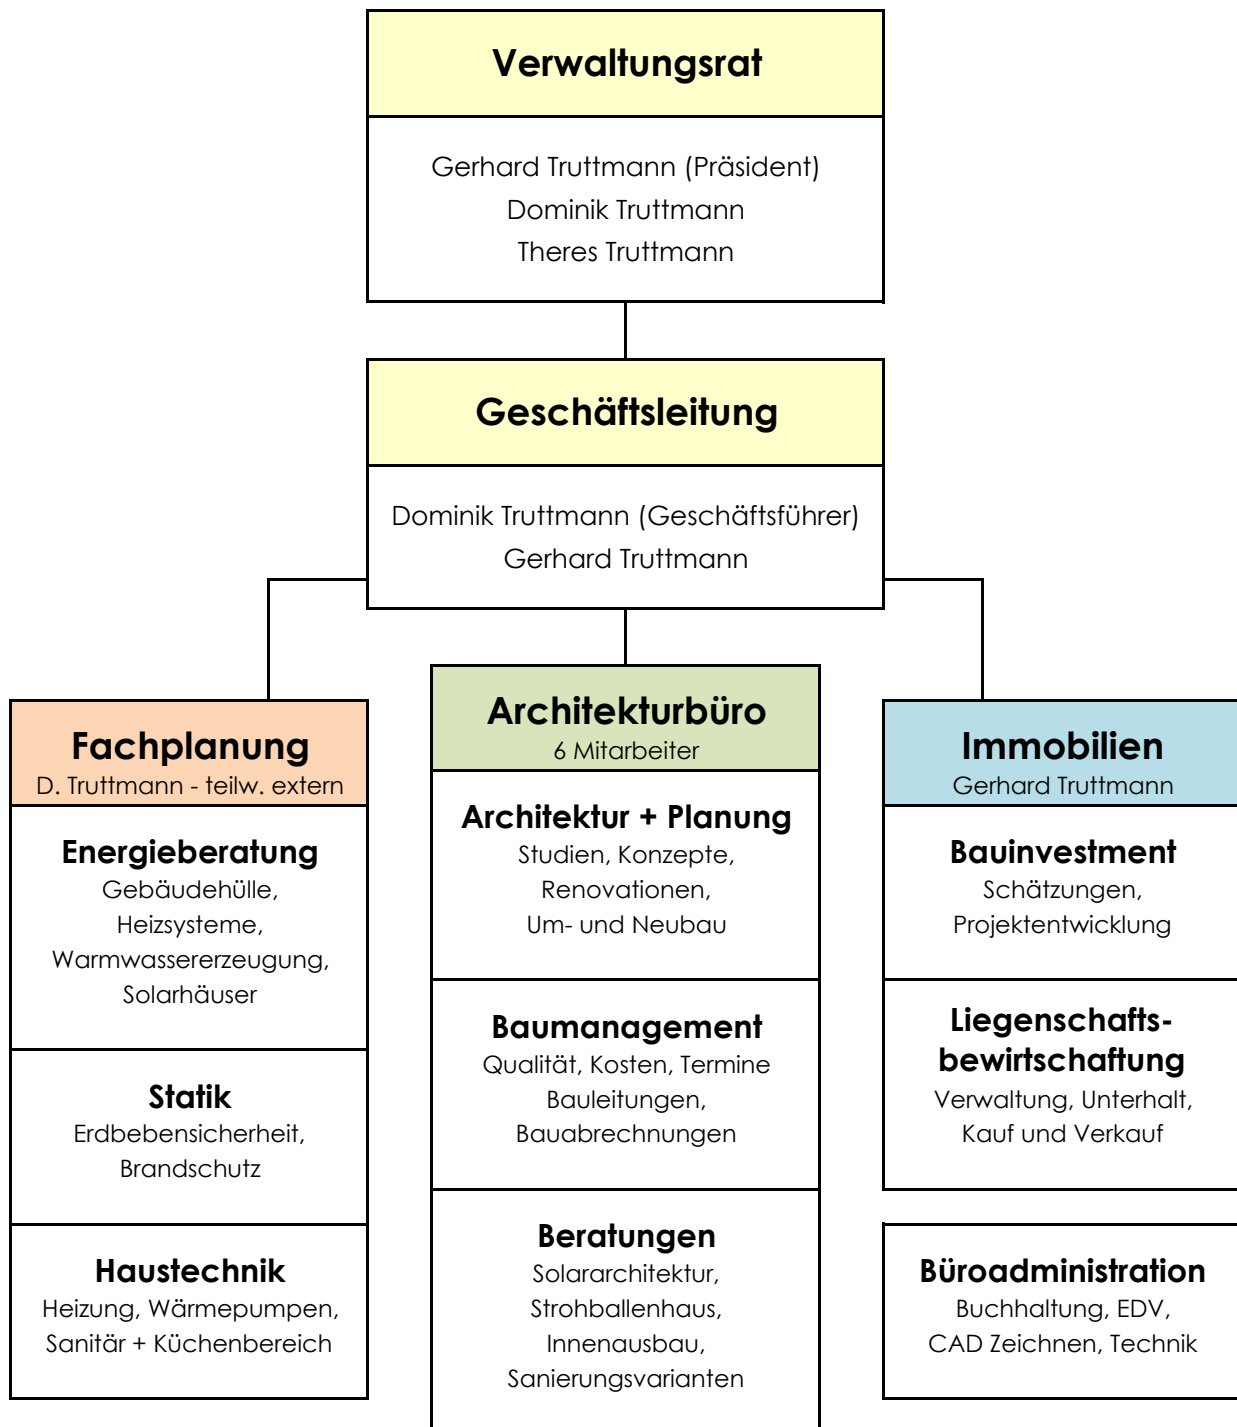 Verwaltungsrat
Gerhard Truttmann (Präsident)
Dominik Truttmann
Theres Truttmann
Geschäftsleitung
Dominik Truttmann (Geschäftsführer)
Gerhard Truttmann
Fachplanung
D. Truttmann - teilw. extern
Energieberatung
Gebäudehülle,
Heizsysteme,
Warmwassererzeugung,
Solarhäuser
Statik
Erdbebensicherheit,
Brandschutz
Haustechnik
Heizung, Wärmepumpen,
Sanitär + Küchenbereich
Architekturbüro
6 Mitarbeiter
Architektur + Planung
Studien, Konzepte,
Renovationen,
Um- und Neubau
Baumanagement
Qualität, Kosten, Termine
Bauleitungen,
Bauabrechnungen
Beratungen
Solararchitektur,
Strohballenhaus,
Innenausbau,
Sanierungsvarianten
Immobilien
Gerhard Truttmann
Bauinvestment
Schätzungen,
Projektentwicklung
Liegenschafts-
bewirtschaftung
Verwaltung, Unterhalt,
Kauf und Verkauf
Büroadministration
Buchhaltung, EDV,
CAD Zeichnen, Technik